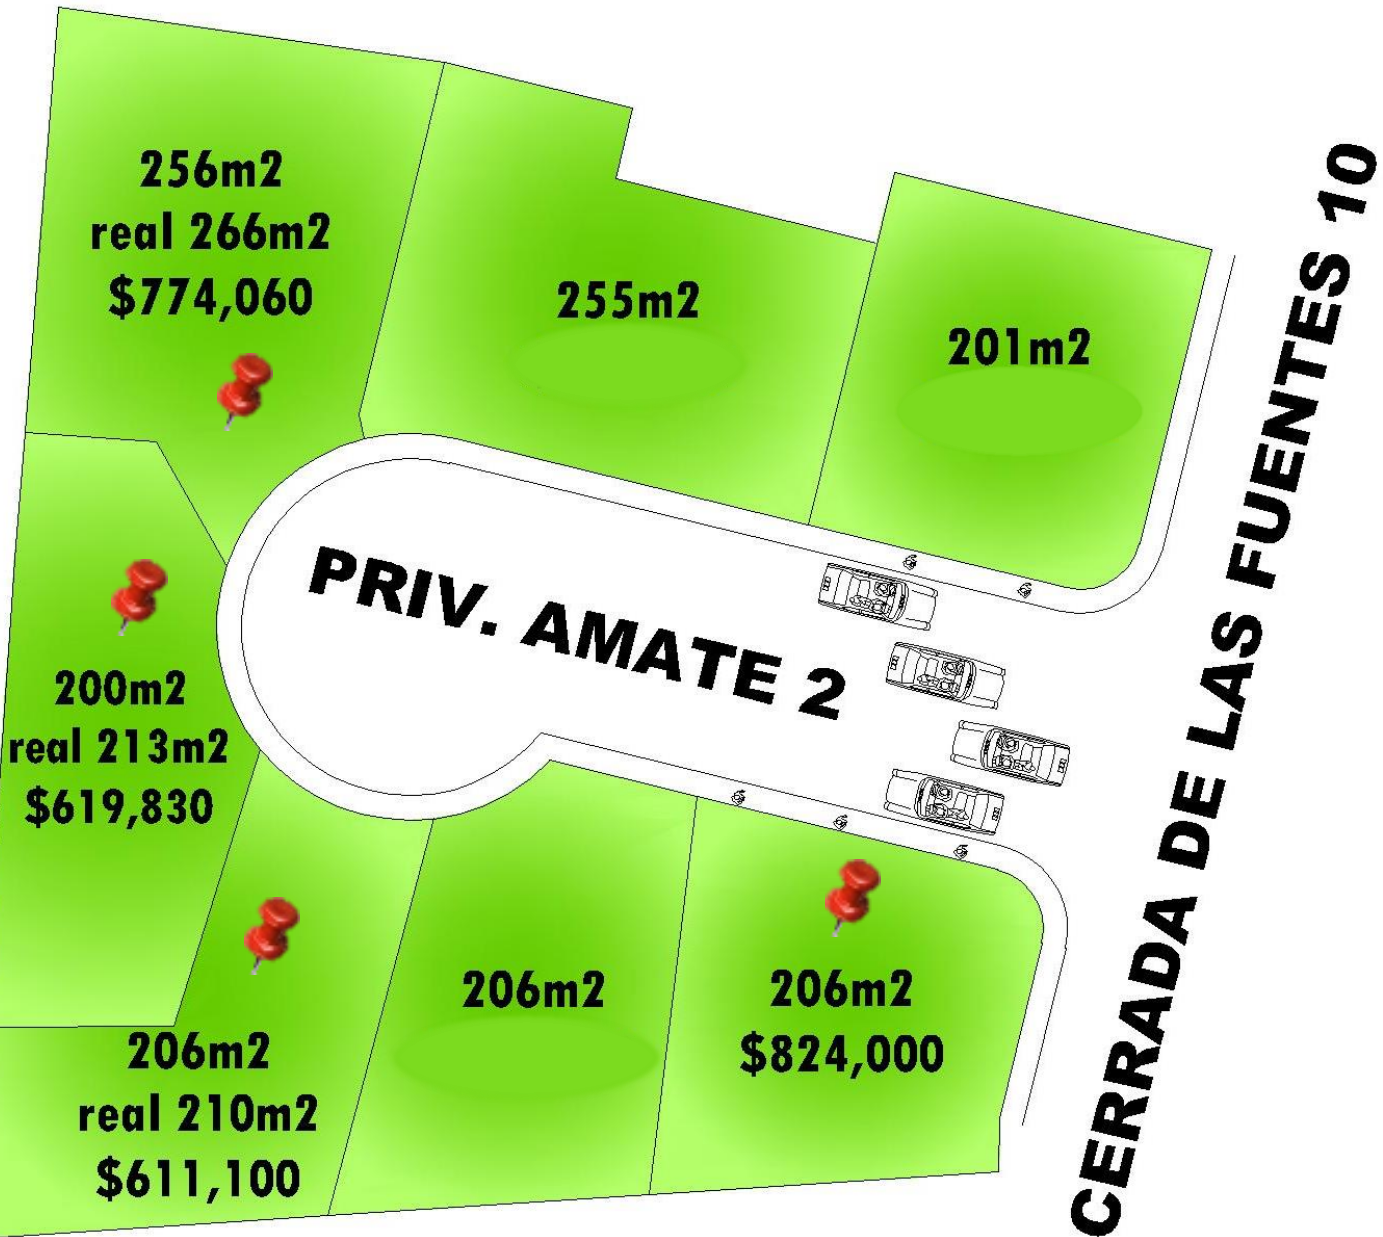 256m2
real 266m2
$774,060
255m2
201m2
CERRADA DE LAS FUENTES 10
PRIV. AMATE 2
200m2
real 213m2
$619,830
206m2
real 210m2
$611,100
206m2
206m2
$824,000